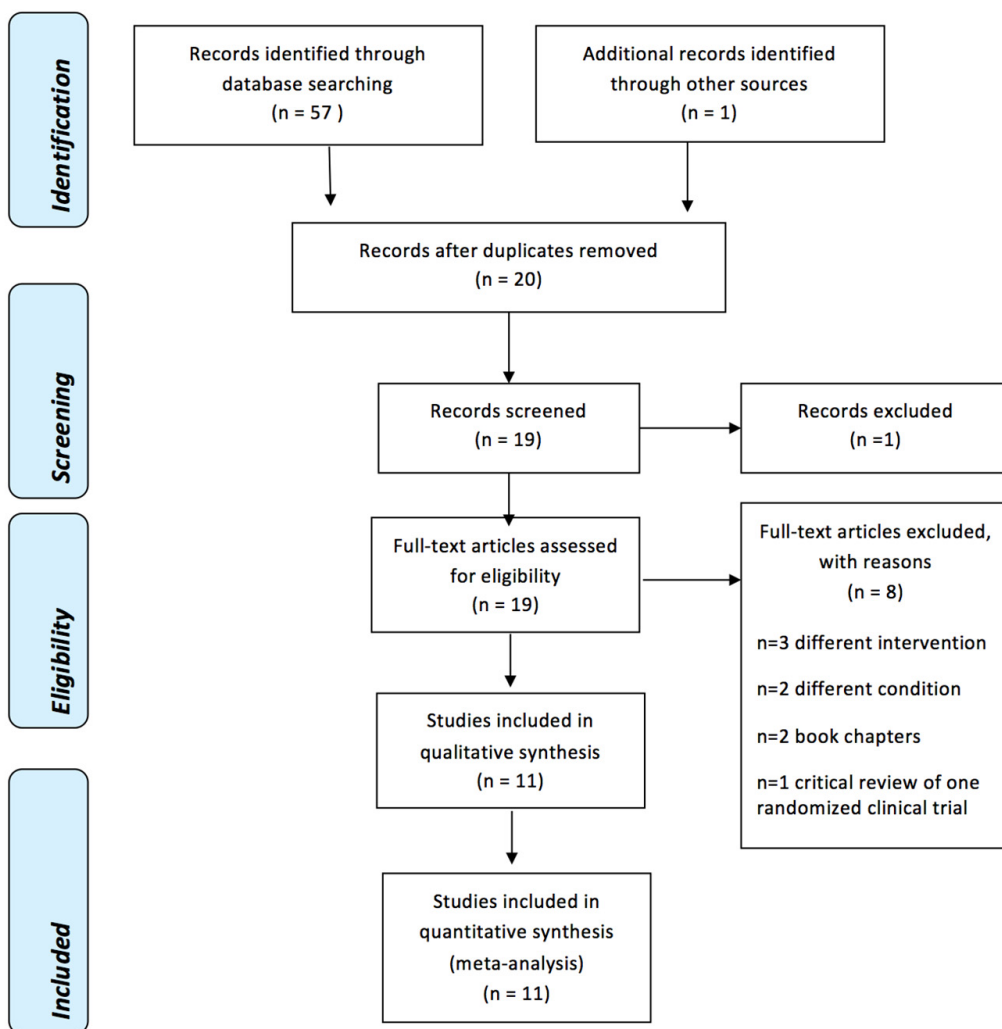 Identification
Records identified through
database searching
(n = 57 )
Additional records identified
through other sources
(n = 1)
Records after duplicates removed
(n = 20)
Screening
Records screened
(n = 19)
Records excluded
(n =1)
Eligibility
Full-text articles assessed
for eligibility
(n = 19)
Full-text articles excluded,
with reasons
(n = 8)
n=3 different intervention
n=2 different condition
n=2 book chapters
n=1 critical review of one
randomized clinical trial
Studies included in
qualitative synthesis
(n = 11)
Included
Studies included in
quantitative synthesis
(meta-analysis)
(n = 11)